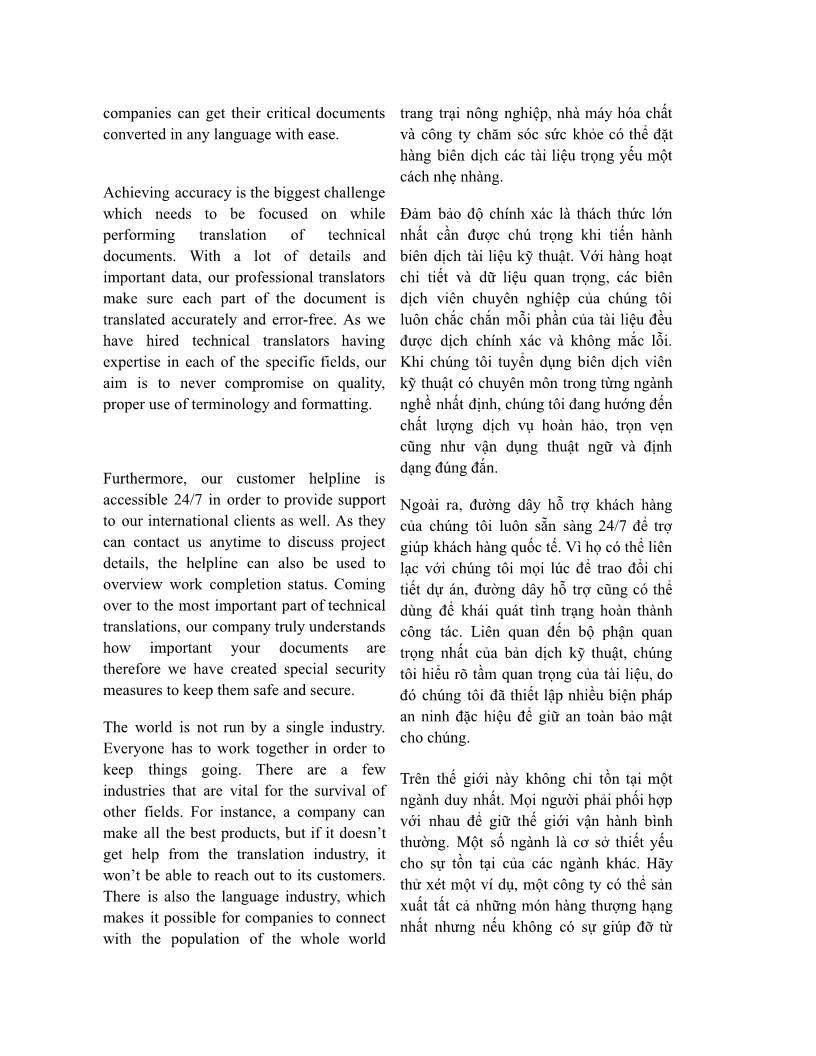 companies can get their critical documents
converted in any language with ease.
Achieving accuracy is the biggest challenge
which needs to be focused on while
performing translation of technical
documents. With a lot of details and
important data, our professional translators
make sure each part of the document is
translated accurately and error-free. As we
have hired technical translators having
expertise in each of the specific fields, our
aim is to never compromise on quality,
proper use of terminology and formatting.
Furthermore, our customer helpline is
accessible 24/7 in order to provide support
to our international clients as well. As they
can contact us anytime to discuss project
details, the helpline can also be used to
overview work completion status. Coming
over to the most important part of technical
translations, our company truly understands
how important your documents are
therefore we have created special security
measures to keep them safe and secure.
The world is not run by a single industry.
Everyone has to work together in order to
keep things going. There are a few
industries that are vital for the survival of
other fields. For instance, a company can
make all the best products, but if it doesn’t
get help from the translation industry, it
won’t be able to reach out to its customers.
There is also the language industry, which
makes it possible for companies to connect
with the population of the whole world
trang trại nông nghiệp, nhà máy hóa chất
và công ty chăm sóc sức khỏe có thể đặt
hàng biên dịch các tài liệu trọng yếu một
cách nhẹ nhàng.
Đảm bảo độ chính xác là thách thức lớn
nhất cần được chú trọng khi tiến hành
biên dịch tài liệu kỹ thuật. Với hàng hoạt
chi tiết và dữ liệu quan trọng, các biên
dịch viên chuyên nghiệp của chúng tôi
luôn chắc chắn mỗi phần của tài liệu đều
được dịch chính xác và không mắc lỗi.
Khi chúng tôi tuyển dụng biên dịch viên
kỹ thuật có chuyên môn trong từng ngành
nghề nhất định, chúng tôi đang hướng đến
chất lượng dịch vụ hoàn hảo, trọn vẹn
cũng như vận dụng thuật ngữ và định
dạng đúng đắn.
Ngoài ra, đường dây hỗ trợ khách hàng
của chúng tôi luôn sẵn sàng 24/7 để trợ
giúp khách hàng quốc tế. Vì họ có thể liên
lạc với chúng tôi mọi lúc để trao đổi chi
tiết dự án, đường dây hỗ trợ cũng có thể
dùng để khái quát tình trạng hoàn thành
công tác. Liên quan đến bộ phận quan
trọng nhất của bản dịch kỹ thuật, chúng
tôi hiểu rõ tầm quan trọng của tài liệu, do
đó chúng tôi đã thiết lập nhiều biện pháp
an ninh đặc hiệu để giữ an toàn bảo mật
cho chúng.
Trên thế giới này không chỉ tồn tại một
ngành duy nhất. Mọi người phải phối hợp
với nhau để giữ thế giới vận hành bình
thường. Một số ngành là cơ sở thiết yếu
cho sự tồn tại của các ngành khác. Hãy
thử xét một ví dụ, một công ty có thể sản
xuất tất cả những món hàng thượng hạng
nhất nhưng nếu không có sự giúp đỡ từ